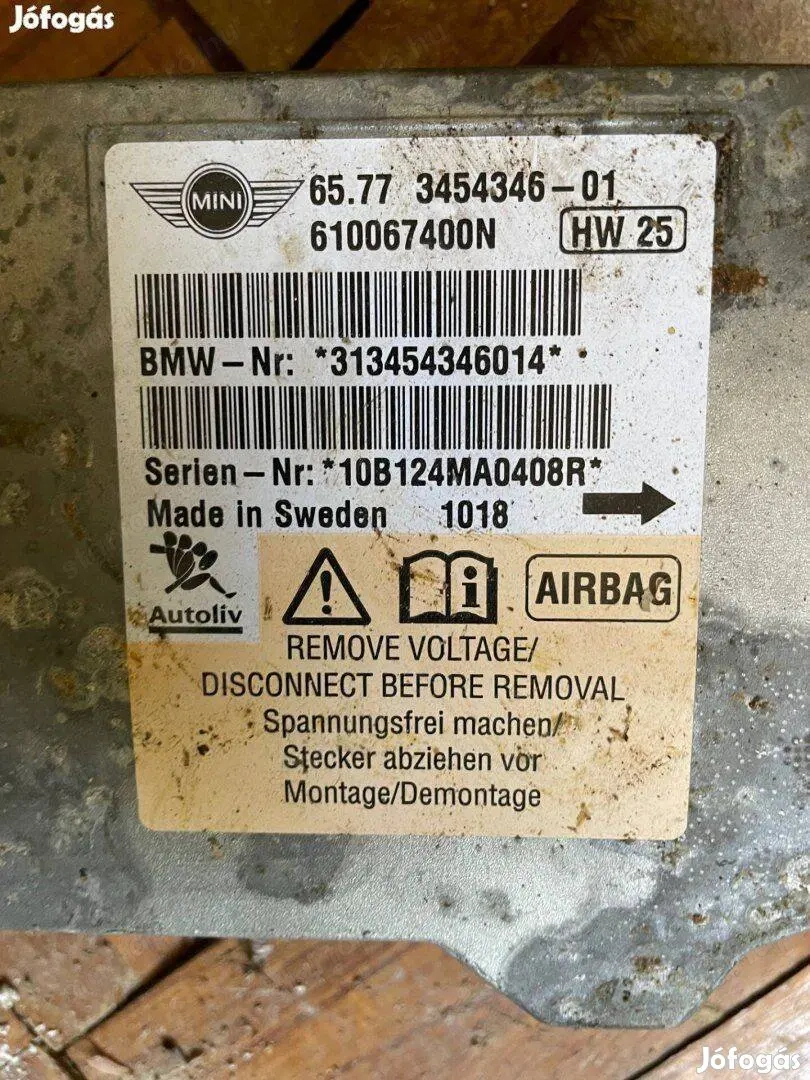 Jófogás
MINI
65.77 3454346-01
610067400N HW 25
BMW-Nr: *313454346014*
Serien-Nr: *10B124MA0408R*
Made in Sweden 1018
Autoliv
i AIRBAG
REMOVE VOLTAGE/
DISCONNECT BEFORE REMOVAL
Spannungsfrei machen/
Stecker abziehen vor
Montage/Demontage
Jófogás